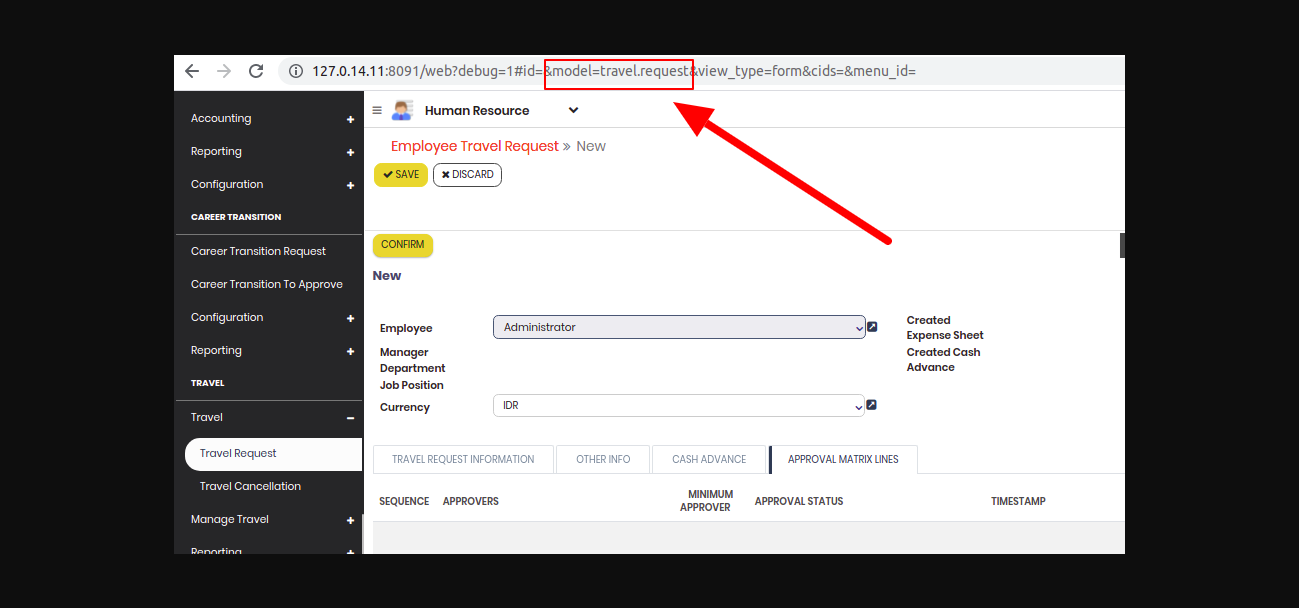 127.0.14.11:8091/web?debug=1#id=&model=travel.request&view_type=form&cids=&menu_id=
Accounting
Reporting
Configuration
CAREER TRANSITION
Career Transition Request
Career Transition To Approve
Configuration
Reporting
TRAVEL
Travel
Travel Request
Travel Cancellation
Manage Travel
Reporting
Human Resource
Employee Travel Request » New
SAVE DISCARD
CONFIRM
New
Employee Administrator
Manager
Department
Job Position
Currency IDR
Created
Expense Sheet
Created Cash
Advance
TRAVEL REQUEST INFORMATION OTHER INFO CASH ADVANCE APPROVAL MATRIX LINES
SEQUENCE APPROVERS MINIMUM APPROVER APPROVAL STATUS TIMESTAMP